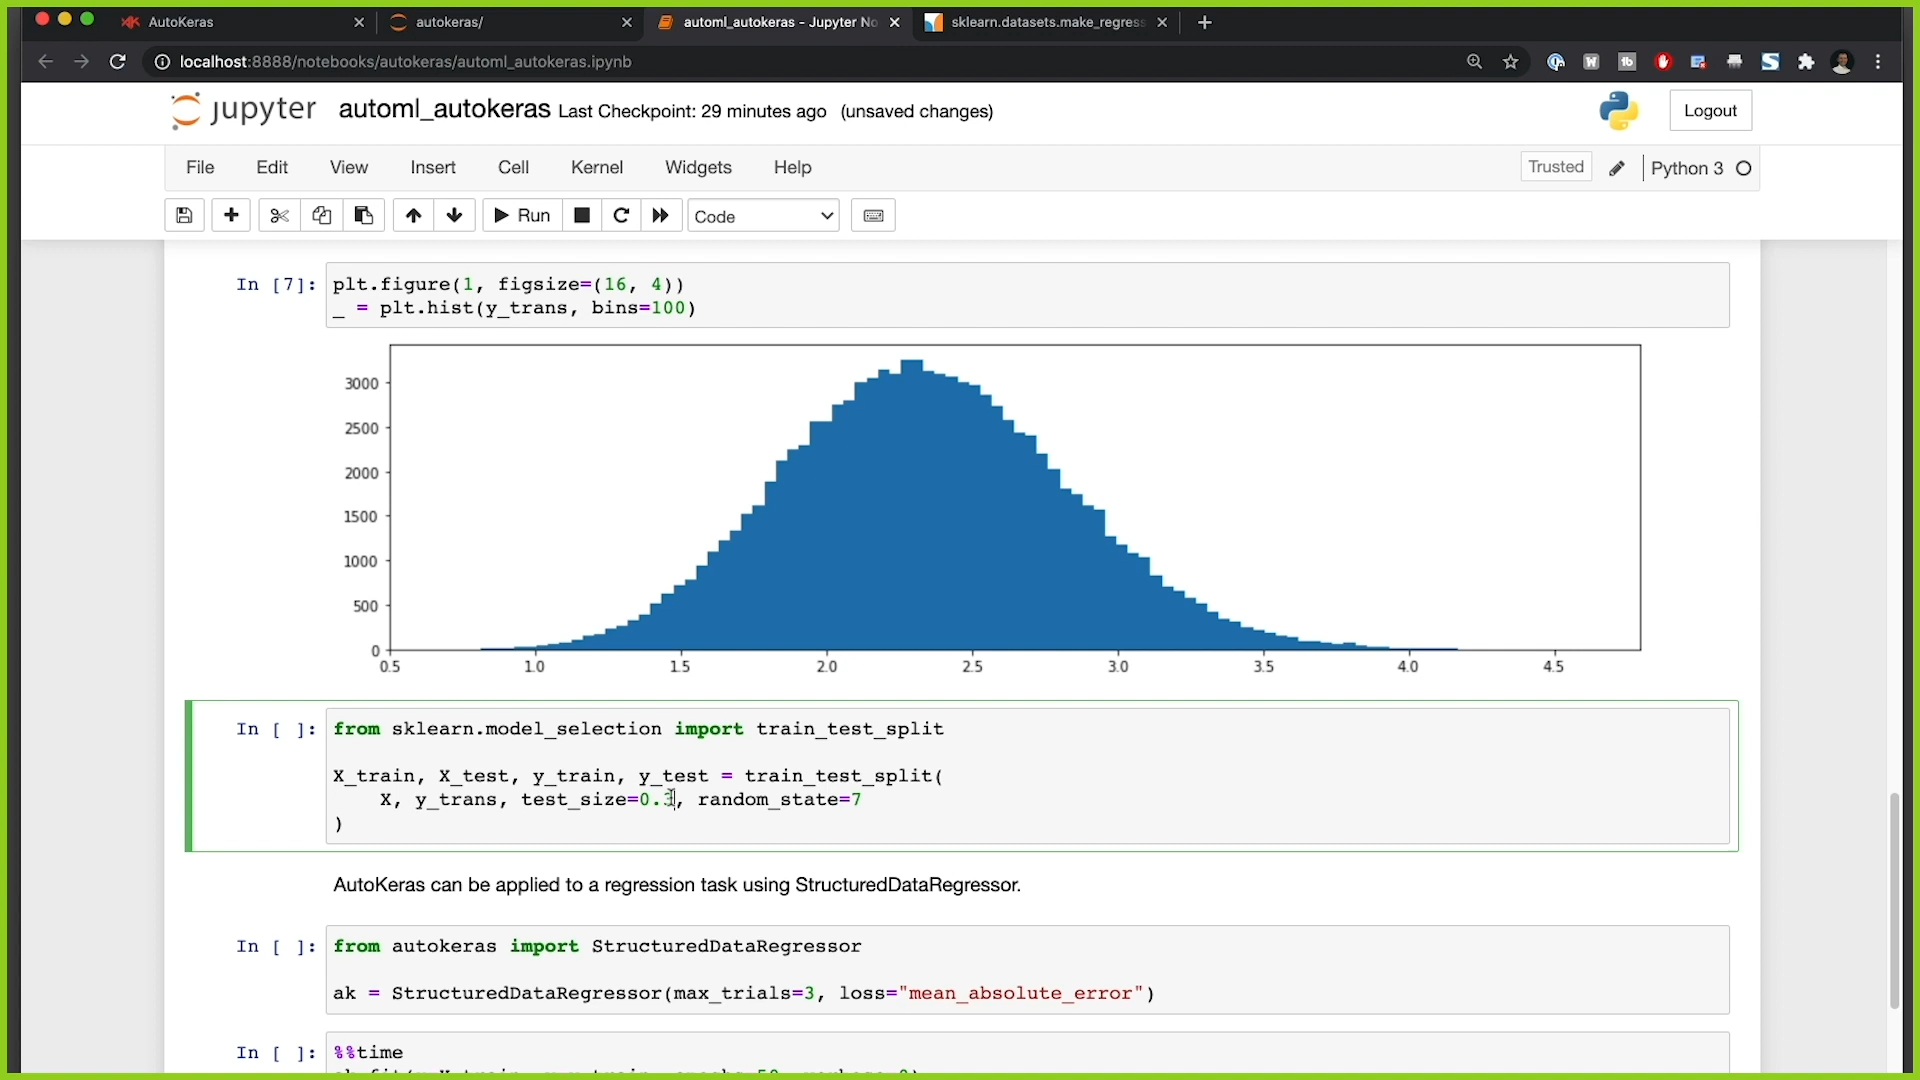 AutoKeras
autokeras/
automl_autokeras - Jupyter No
sklearn.datasets.make_regress
localhost:8888/notebooks/autokeras/automl_autokeras.ipynb
jupyter automl_autokeras Last Checkpoint: 29 minutes ago (unsaved changes)
Logout
File Edit View Insert Cell Kernel Widgets Help
Trusted
Python 3
Run
Code
In [7]: plt.figure(1, figsize=(16, 4))
_ = plt.hist(y_trans, bins=100)
3000
2500
2000
1500
1000
500
0
0.5 1.0 1.5 2.0 2.5 3.0 3.5 4.0 4.5
In [ ]: from sklearn.model_selection import train_test_split
X_train, X_test, y_train, y_test = train_test_split(
X, y_trans, test_size=0.3, random_state=7
)
AutoKeras can be applied to a regression task using StructuredDataRegressor.
In [ ]: from autokeras import StructuredDataRegressor
ak = StructuredDataRegressor(max_trials=3, loss="mean_absolute_error")
In [ ]: %%time